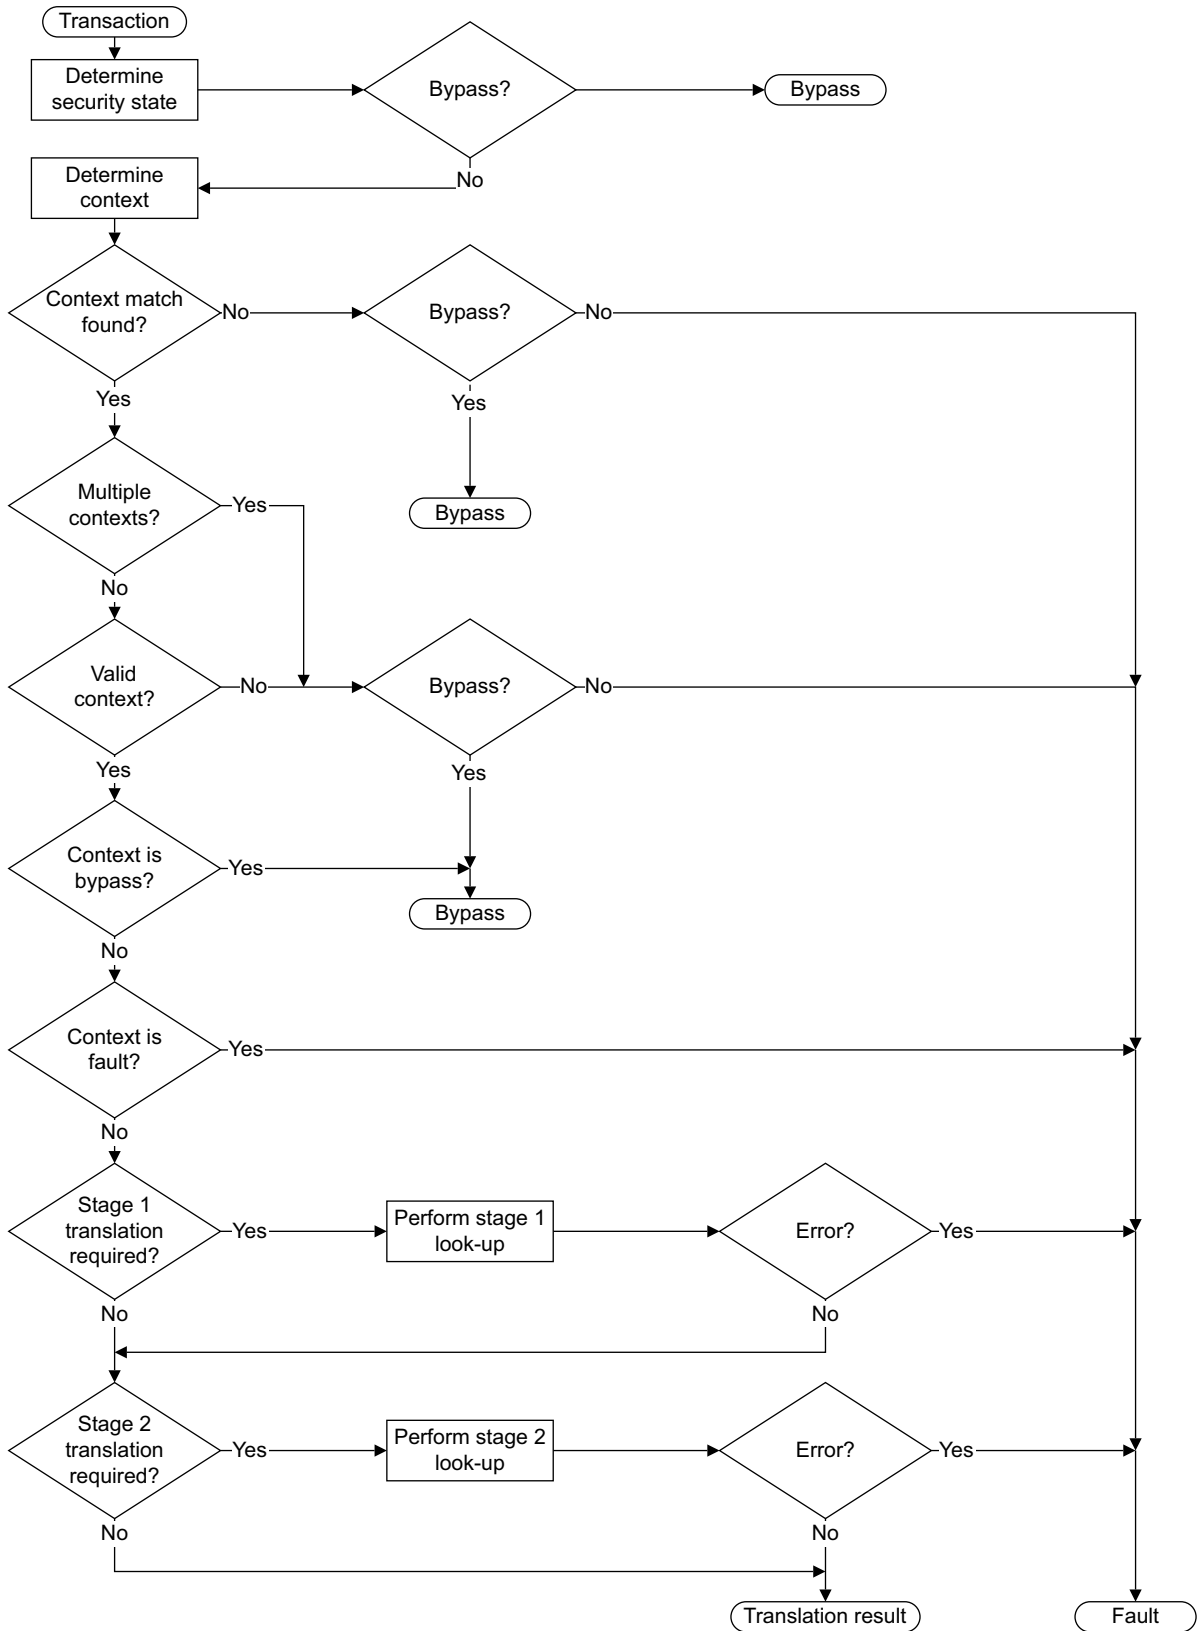 Transaction
Determine
security state
Bypass?
Bypass
No
Determine
context
Context match
found?
No
Bypass?
No
Yes
Yes
Bypass
Multiple
contexts?
Yes
No
Valid
context?
No
Bypass?
No
Yes
Yes
Context is
bypass?
Yes
Bypass
No
Context is
fault?
Yes
No
Stage 1
translation
required?
Yes
Perform stage 1
look-up
Error?
Yes
No
No
Stage 2
translation
required?
Yes
Perform stage 2
look-up
Error?
Yes
No
No
Translation result
Fault